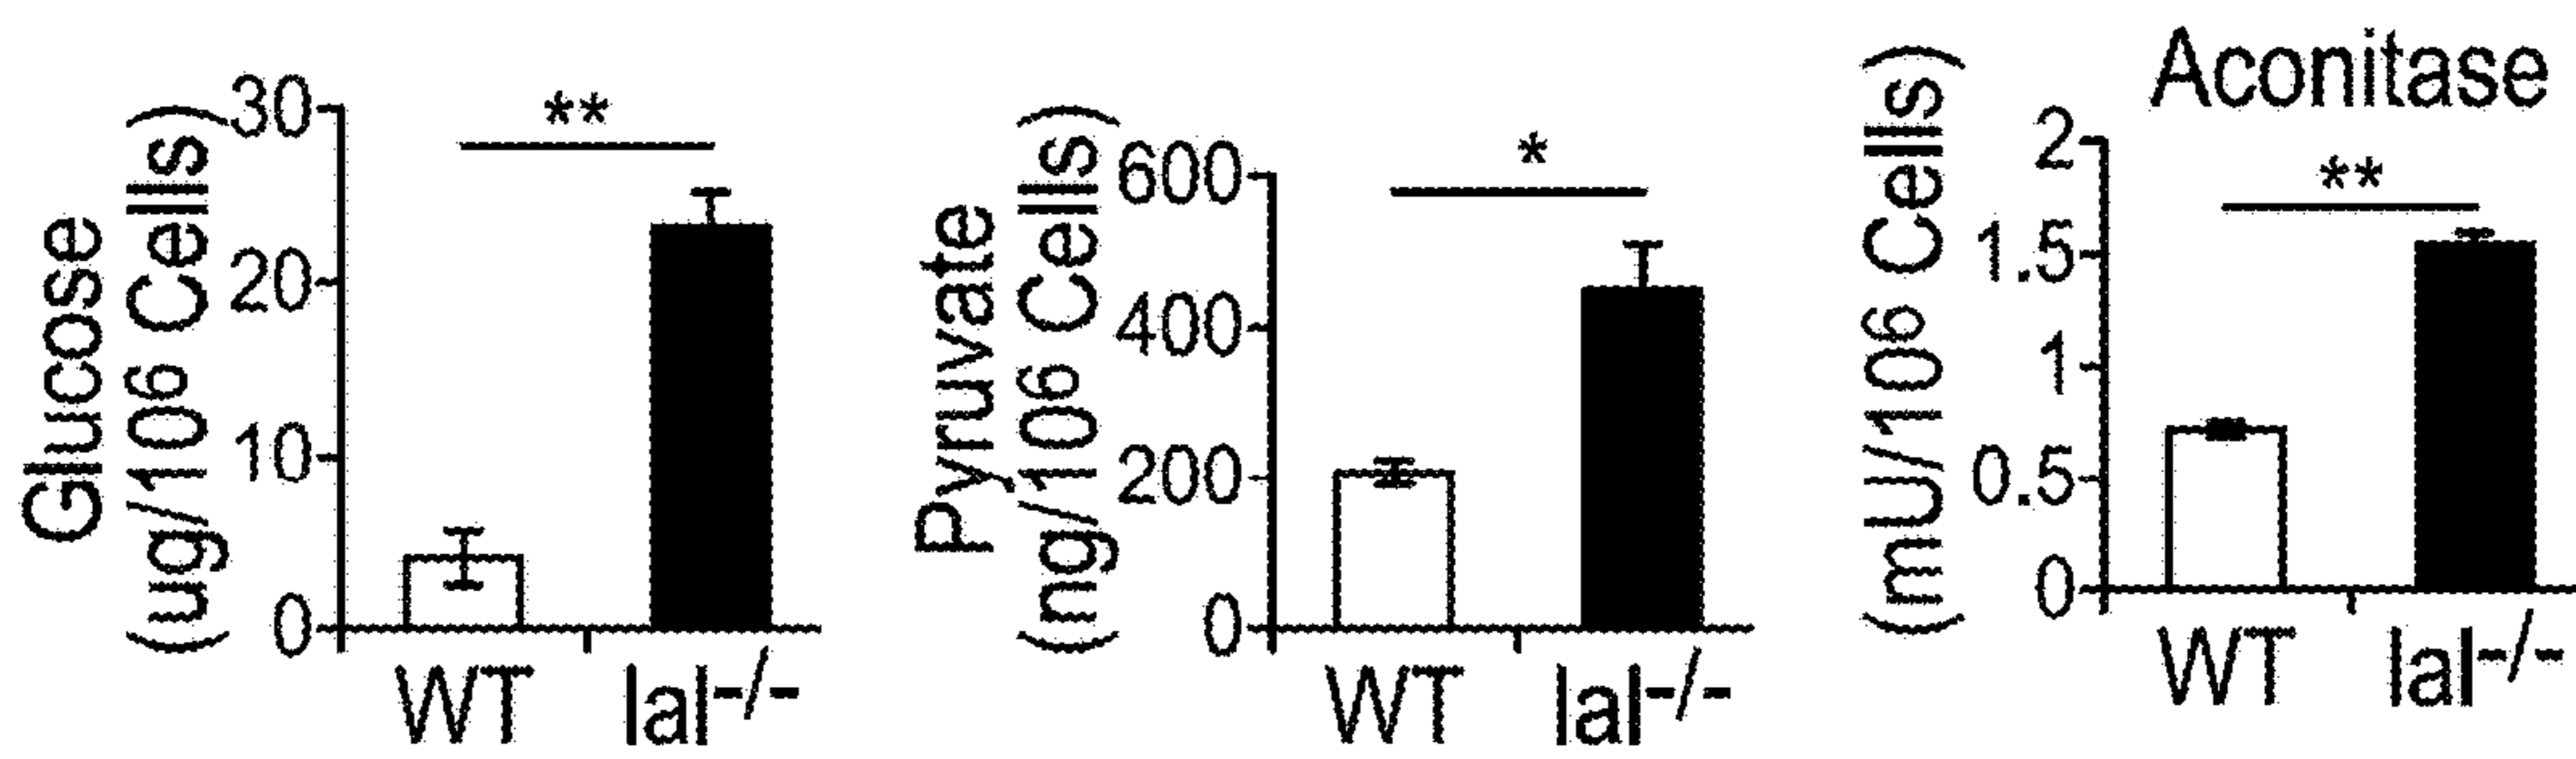 Glucose
(ug/10⁶ Cells)
30
20
10
0
**
WT lal⁻/⁻
Pyruvate
(ng/10⁶ Cells)
600
400
200
0
*
WT lal⁻/⁻
Aconitase
(mU/10⁶ Cells)
2
1.5
1
0.5
0
**
WT lal⁻/⁻